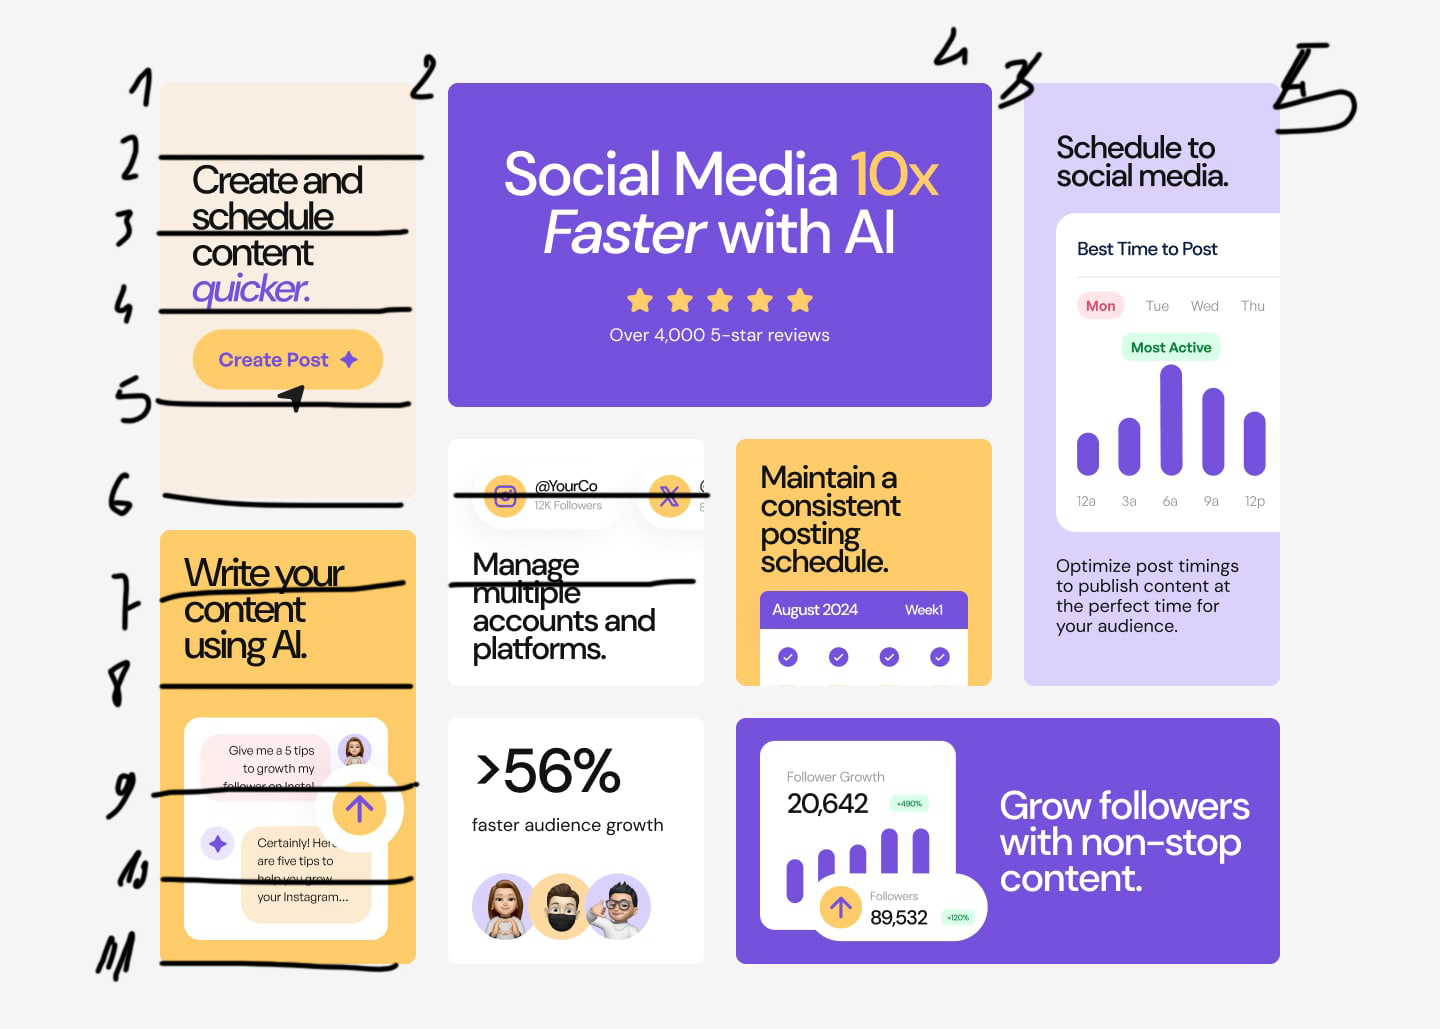 1
2
3
4
5
6
7
8
9
10
11
2
4
3
5
Create and
schedule
content
quicker.
Create Post
Social Media 10x
Faster with AI
Over 4,000 5-star reviews
Schedule to
social media.
Best Time to Post
Mon Tue Wed Thu
Most Active
12a 3a 6a 9a 12p
Optimize post timings
to publish content at
the perfect time for
your audience.
Write your
content
using AI.
Give me a 5 tips
to growth my
follower on Insta!
Certainly! Here
are five tips to
help you grow
your Instagram...
@YourCo
12K Followers
Manage
multiple
accounts and
platforms.
Maintain a
consistent
posting
schedule.
August 2024 Week1
>56%
faster audience growth
Follower Growth
20,642 +490%
Followers
89,532 +120%
Grow followers
with non-stop
content.